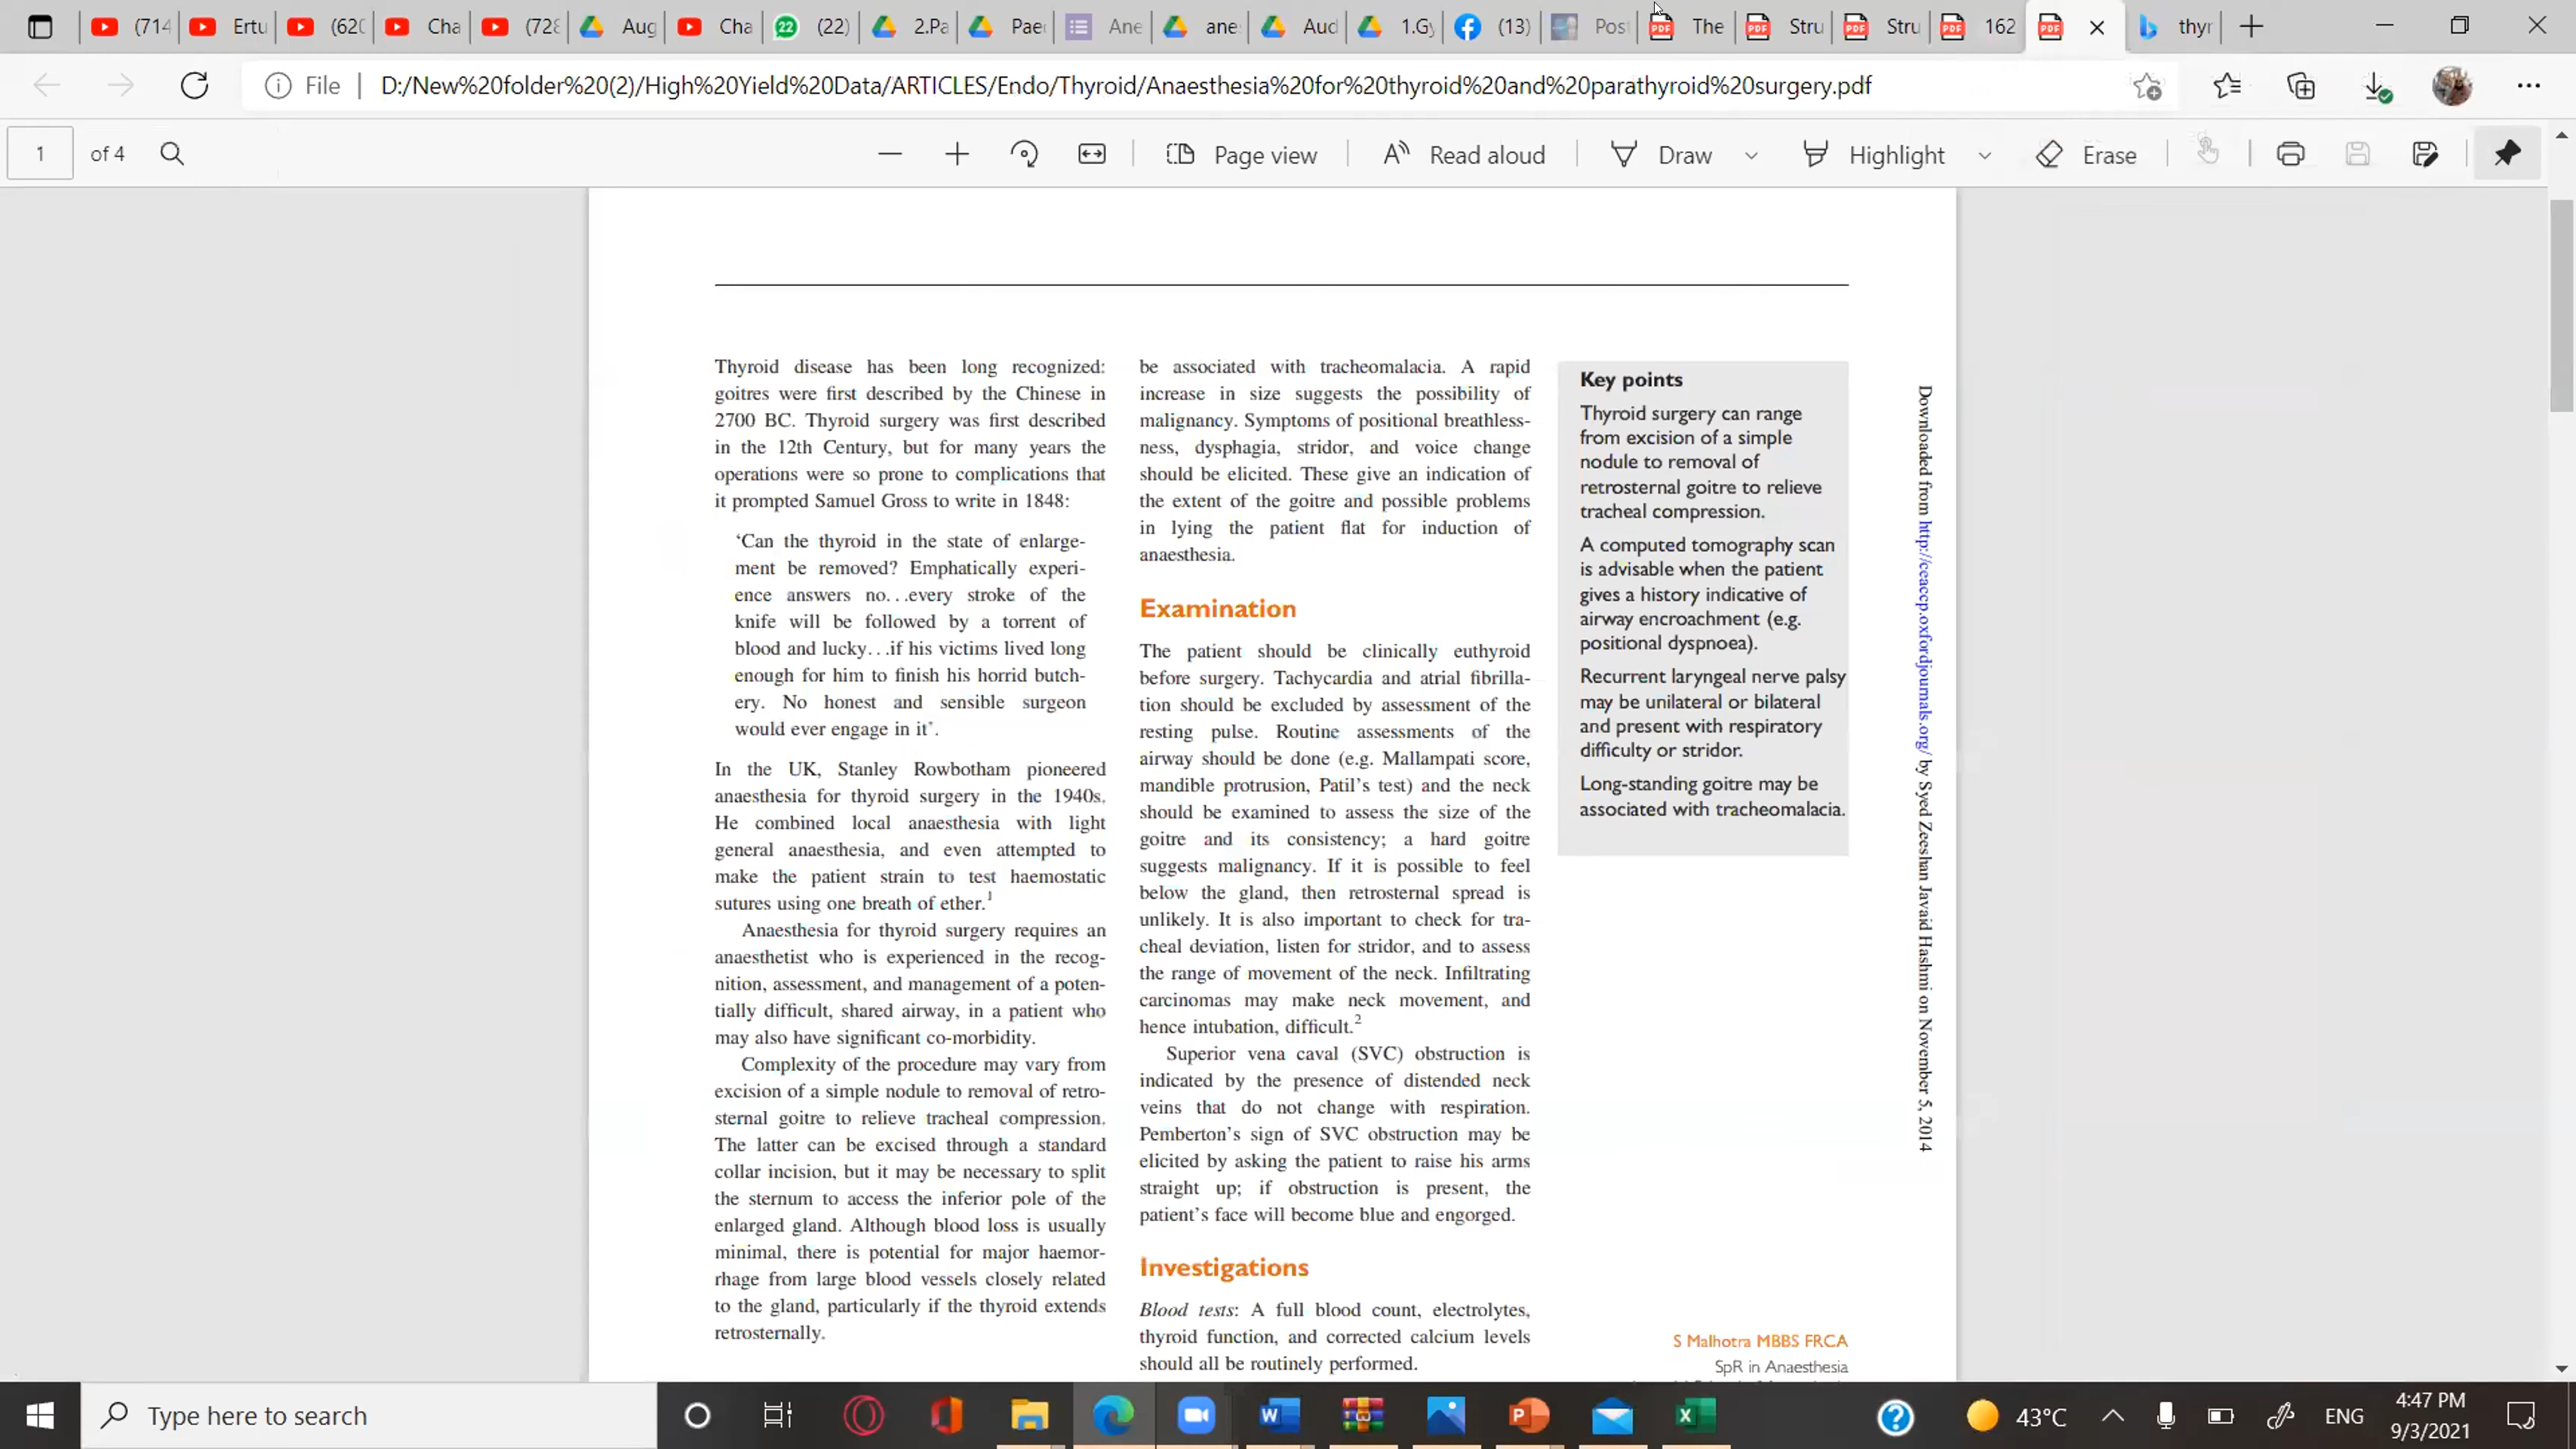 (714
Ertu
(620
Cha
(728
Aug
Cha
(22)
2.Pa
Pae
Ane
ane
Aud
1.Gy
(13)
Post
The
Stru
Stru
162
thyr
File
D:/New%20folder%20(2)/High%20Yield%20Data/ARTICLES/Endo/Thyroid/Anaesthesia%20for%20thyroid%20and%20parathyroid%20surgery.pdf
1 of 4
Page view
Read aloud
Draw
Highlight
Erase
Thyroid disease has been long recognized:
goitres were first described by the Chinese in
2700 BC. Thyroid surgery was first described
in the 12th Century, but for many years the
operations were so prone to complications that
it prompted Samuel Gross to write in 1848:
‘Can the thyroid in the state of enlarge-
ment be removed? Emphatically experi-
ence answers no...every stroke of the
knife will be followed by a torrent of
blood and lucky...if his victims lived long
enough for him to finish his horrid butch-
ery. No honest and sensible surgeon
would ever engage in it’.
In the UK, Stanley Rowbotham pioneered
anaesthesia for thyroid surgery in the 1940s.
He combined local anaesthesia with light
general anaesthesia, and even attempted to
make the patient strain to test haemostatic
sutures using one breath of ether.1
Anaesthesia for thyroid surgery requires an
anaesthetist who is experienced in the recog-
nition, assessment, and management of a poten-
tially difficult, shared airway, in a patient who
may also have significant co-morbidity.
Complexity of the procedure may vary from
excision of a simple nodule to removal of retro-
sternal goitre to relieve tracheal compression.
The latter can be excised through a standard
collar incision, but it may be necessary to split
the sternum to access the inferior pole of the
enlarged gland. Although blood loss is usually
minimal, there is potential for major haemor-
rhage from large blood vessels closely related
to the gland, particularly if the thyroid extends
retrosternally.
be associated with tracheomalacia. A rapid
increase in size suggests the possibility of
malignancy. Symptoms of positional breathless-
ness, dysphagia, stridor, and voice change
should be elicited. These give an indication of
the extent of the goitre and possible problems
in lying the patient flat for induction of
anaesthesia.
Examination
The patient should be clinically euthyroid
before surgery. Tachycardia and atrial fibrilla-
tion should be excluded by assessment of the
resting pulse. Routine assessments of the
airway should be done (e.g. Mallampati score,
mandible protrusion, Patil’s test) and the neck
should be examined to assess the size of the
goitre and its consistency; a hard goitre
suggests malignancy. If it is possible to feel
below the gland, then retrosternal spread is
unlikely. It is also important to check for tra-
cheal deviation, listen for stridor, and to assess
the range of movement of the neck. Infiltrating
carcinomas may make neck movement, and
hence intubation, difficult.2
Superior vena caval (SVC) obstruction is
indicated by the presence of distended neck
veins that do not change with respiration.
Pemberton’s sign of SVC obstruction may be
elicited by asking the patient to raise his arms
straight up; if obstruction is present, the
patient’s face will become blue and engorged.
Investigations
Blood tests: A full blood count, electrolytes,
thyroid function, and corrected calcium levels
should all be routinely performed.
Key points
Thyroid surgery can range
from excision of a simple
nodule to removal of
retrosternal goitre to relieve
tracheal compression.
A computed tomography scan
is advisable when the patient
gives a history indicative of
airway encroachment (e.g.
positional dyspnoea).
Recurrent laryngeal nerve palsy
may be unilateral or bilateral
and present with respiratory
difficulty or stridor.
Long-standing goitre may be
associated with tracheomalacia.
S Malhotra MBBS FRCA
SpR in Anaesthesia
Downloaded from http://ceaccp.oxfordjournals.org/ by Syed Zeeshan Javaid Hashmi on November 5, 2014
Type here to search
43°C
ENG
4:47 PM
9/3/2021